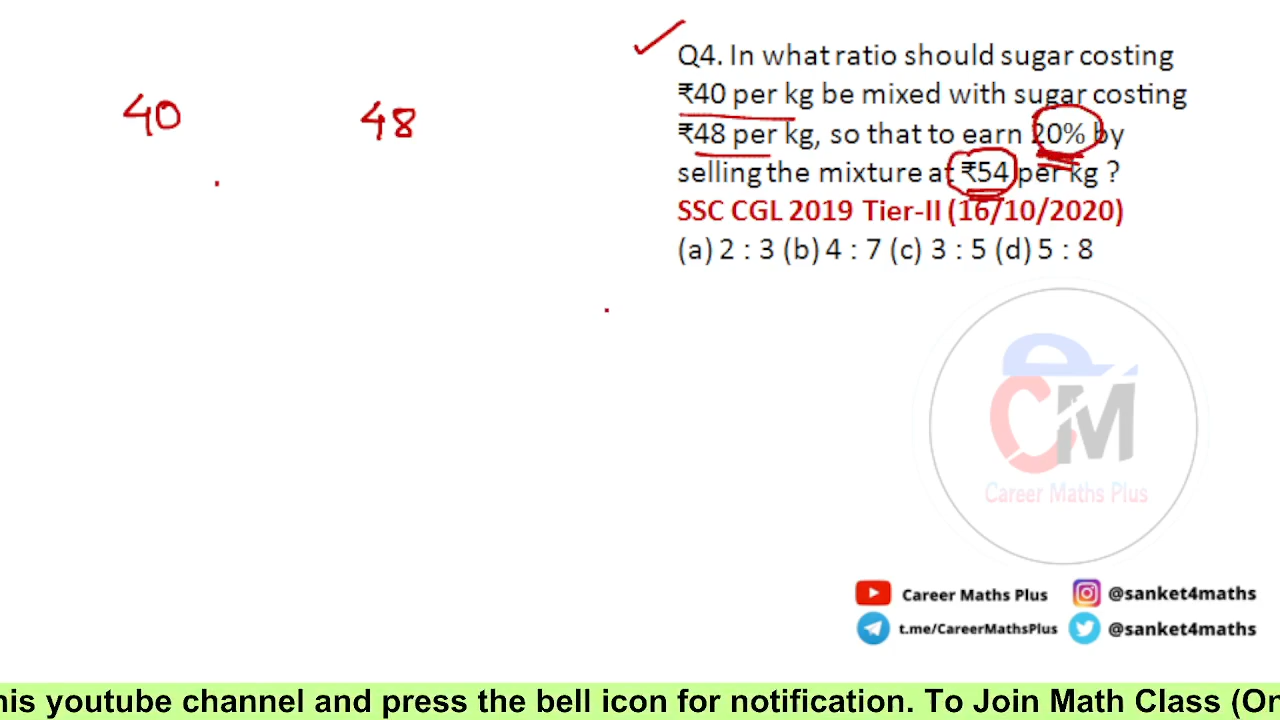 40
48
Q4. In what ratio should sugar costing
₹40 per kg be mixed with sugar costing
₹48 per kg, so that to earn 20% by
selling the mixture at ₹54 per kg ?
SSC CGL 2019 Tier-II (16/10/2020)
(a) 2 : 3 (b) 4 : 7 (c) 3 : 5 (d) 5 : 8
CM
Career Maths Plus
Career Maths Plus
@sanket4maths
t.me/CareerMathsPlus
@sanket4maths
his youtube channel and press the bell icon for notification. To Join Math Class (On